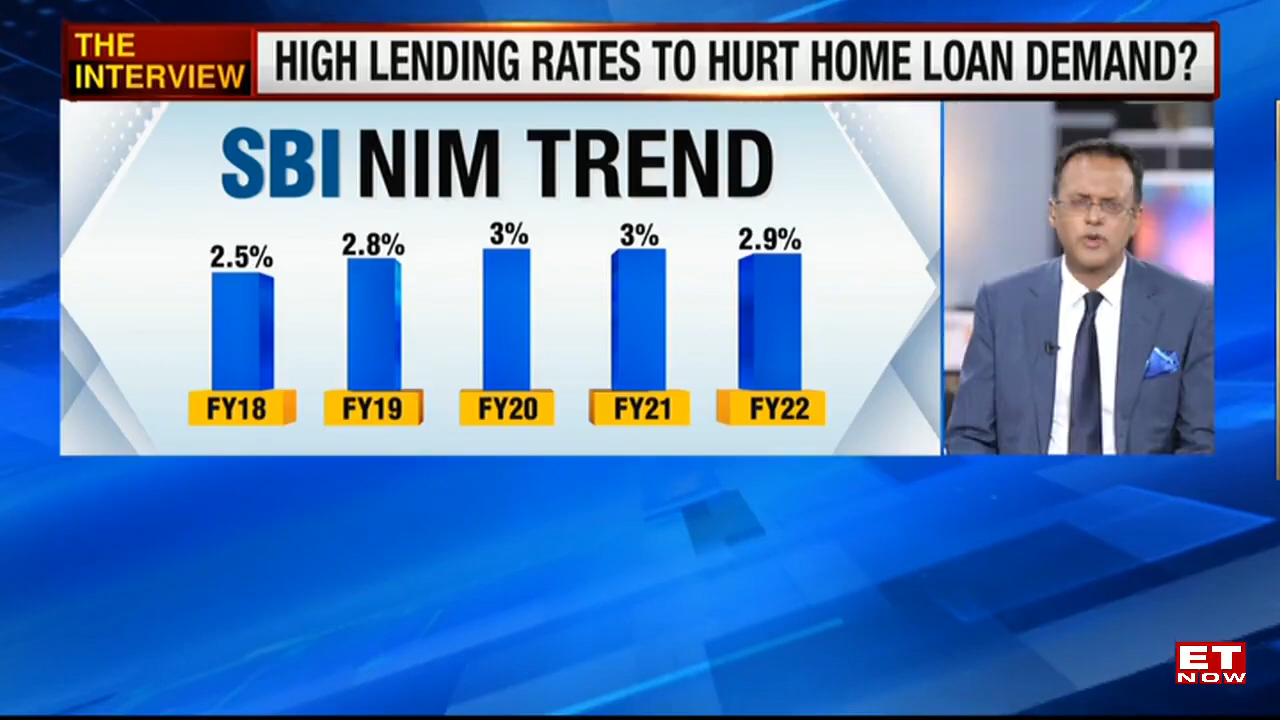 THE
INTERVIEW
HIGH LENDING RATES TO HURT HOME LOAN DEMAND?
SBI NIM TREND
2.5% 2.8% 3% 3% 2.9%
FY18 FY19 FY20 FY21 FY22
ET
NOW